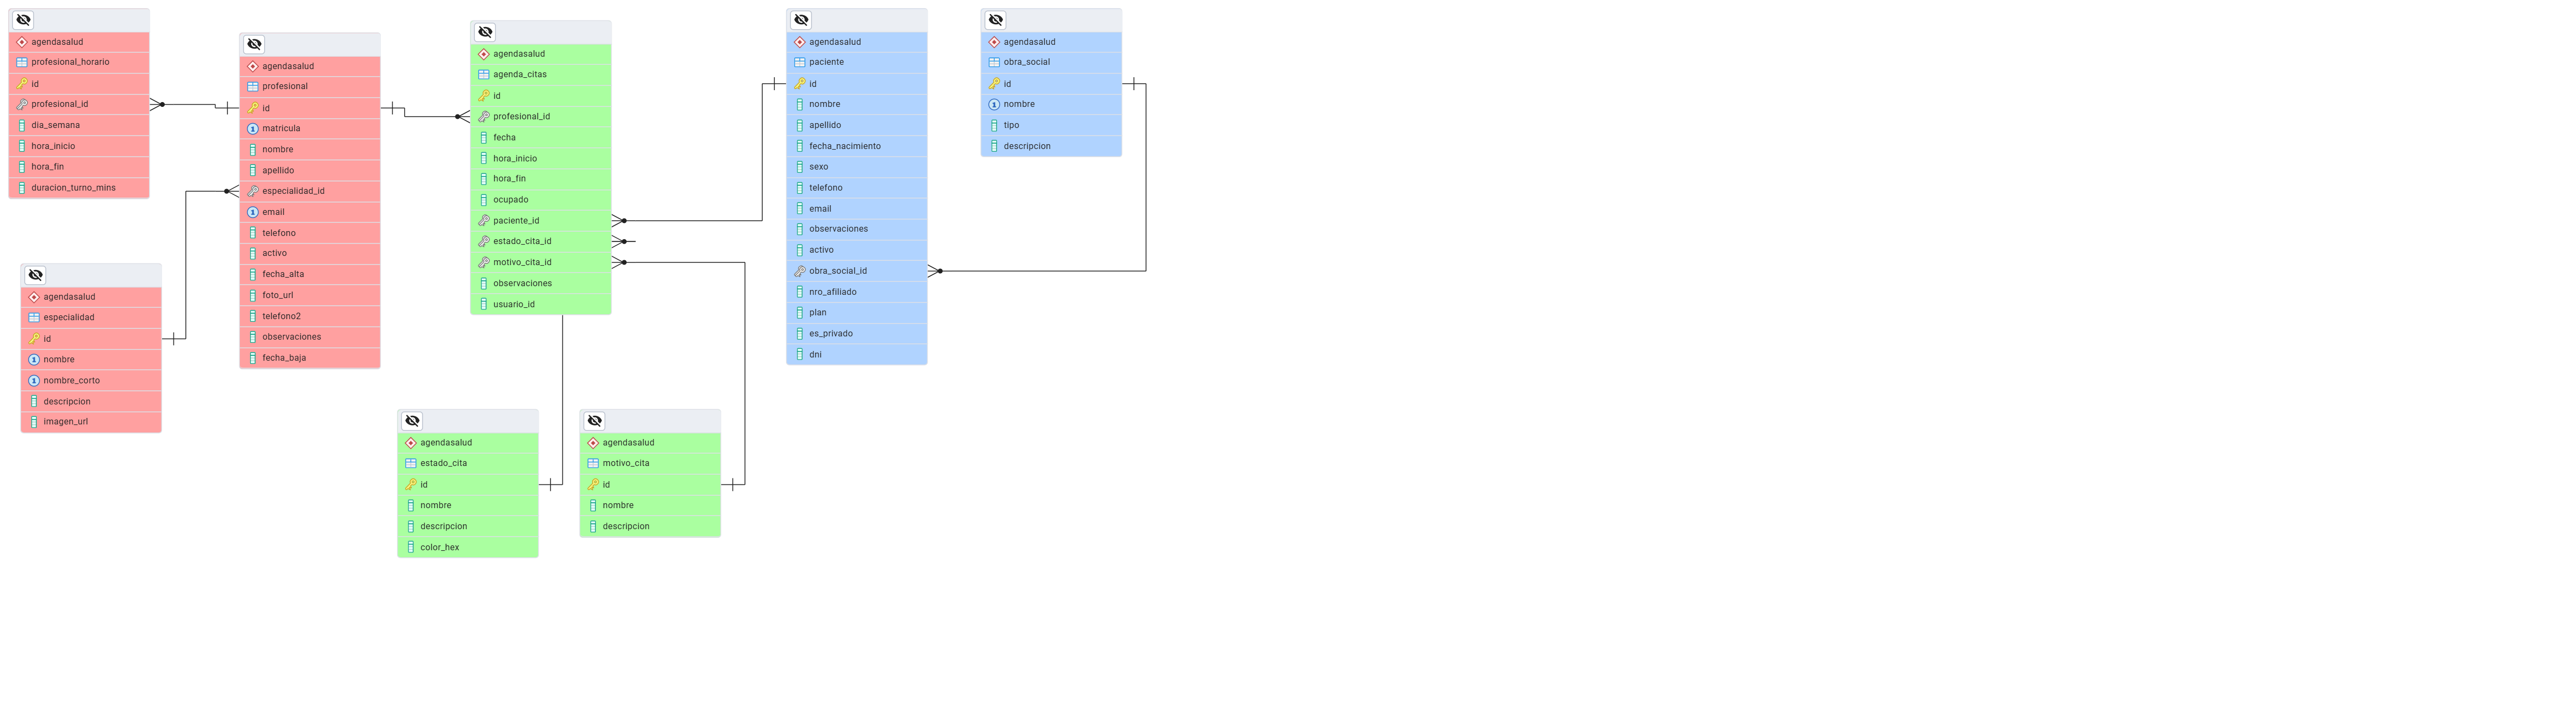 agendasalud
profesional_horario
id
profesional_id
dia_semana
hora_inicio
hora_fin
duracion_turno_mins
agendasalud
especialidad
id
nombre
nombre_corto
descripcion
imagen_url
agendasalud
profesional
id
matricula
nombre
apellido
especialidad_id
email
telefono
activo
fecha_alta
foto_url
telefono2
observaciones
fecha_baja
agendasalud
agenda_citas
id
profesional_id
fecha
hora_inicio
hora_fin
ocupado
paciente_id
estado_cita_id
motivo_cita_id
observaciones
usuario_id
agendasalud
estado_cita
id
nombre
descripcion
color_hex
agendasalud
motivo_cita
id
nombre
descripcion
agendasalud
paciente
id
nombre
apellido
fecha_nacimiento
sexo
telefono
email
observaciones
activo
obra_social_id
nro_afiliado
plan
es_privado
dni
agendasalud
obra_social
id
nombre
tipo
descripcion